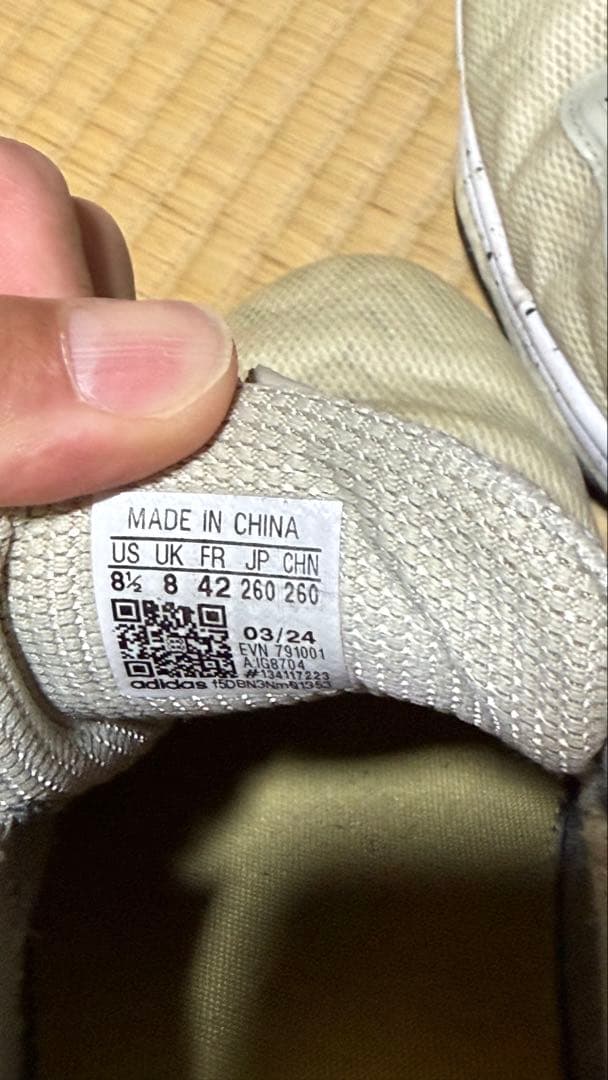 MADE IN CHINA
US UK FR JP CHN
8½ 8 42 260 260
03/24
EVN 791001
A:IG8704
#134117223
adidas